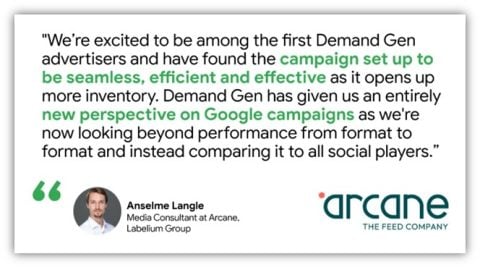 "We're excited to be among the first Demand Gen
advertisers and have found the campaign set up to
be seamless, efficient and effective as it opens up
more inventory. Demand Gen has given us an entirely
new perspective on Google campaigns as we're
now looking beyond performance from format to
format and instead comparing it to all social players.”
Anselme Langle
Media Consultant at Arcane,
Labelium Group
arcane
THE FEED COMPANY